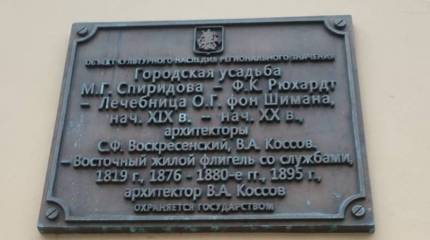 ОБЪЕКТ КУЛЬТУРНОГО НАСЛЕДИЯ РЕГИОНАЛЬНОГО ЗНАЧЕНИЯ
Городская усадьба
М.Г. Спиридова – Ф.К. Рюхардт
– Лечебница О.Г. фон Шимана,
нач. XIX в. – нач. XX в.,
архитекторы
С.Ф. Воскресенский, В.А. Коссов.
– Восточный жилой флигель со службами,
1819 г., 1876 – 1880-е гг., 1895 г.,
архитектор В.А. Коссов
ОХРАНЯЕТСЯ ГОСУДАРСТВОМ